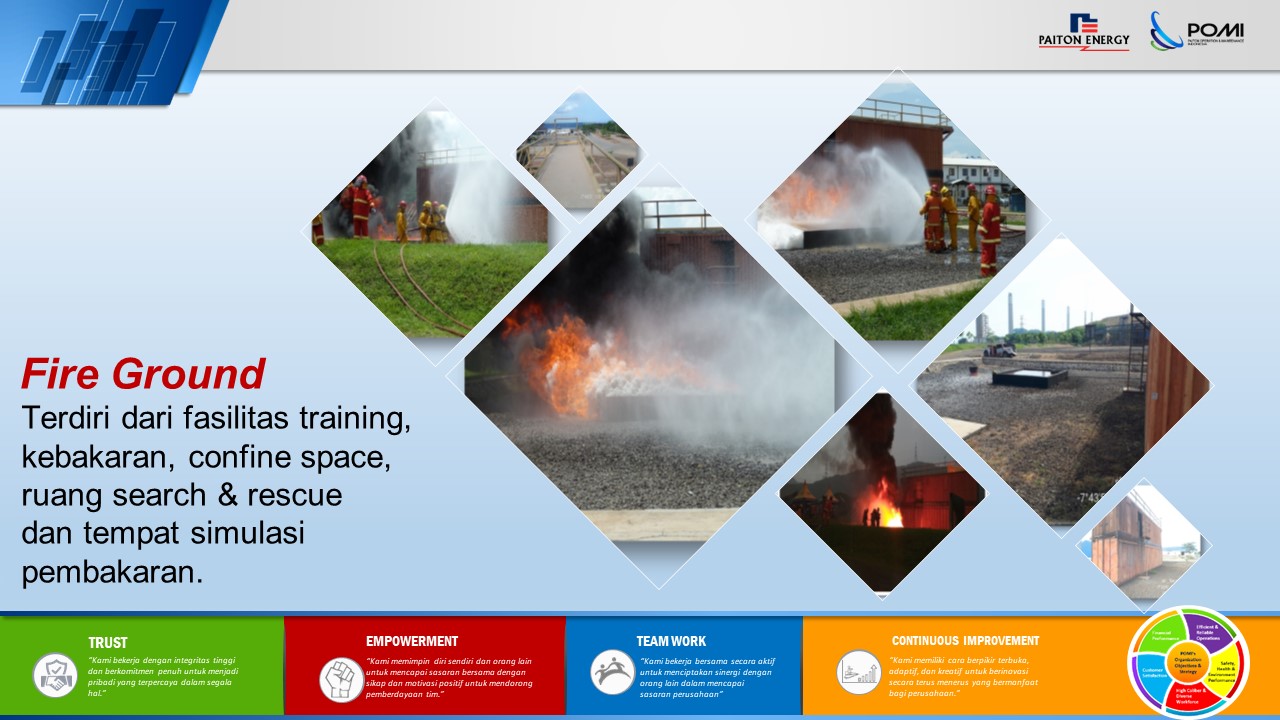 PAITON ENERGY
POMI
PAITON OPERATION & MAINTENANCE
INDONESIA
Fire Ground
Terdiri dari fasilitas training,
kebakaran, confine space,
ruang search & rescue
dan tempat simulasi
pembakaran.
TRUST
"Kami bekerja dengan integritas tinggi
dan berkomitmen penuh untuk menjadi
pribadi yang terpercaya dalam segala
hal."
EMPOWERMENT
"Kami memimpin diri sendiri dan orang lain
untuk mencapai sasaran bersama dengan
sikap dan motivasi positif untuk mendorong
pemberdayaan tim."
TEAM WORK
"Kami bekerja bersama secara aktif
untuk menciptakan sinergi dengan
orang lain dalam mencapai
sasaran perusahaan"
CONTINUOUS IMPROVEMENT
"Kami memiliki cara berpikir terbuka,
adaptif, dan kreatif untuk berinovasi
secara terus menerus yang bermanfaat
bagi perusahaan."
Financial
Performance
Efficient &
Reliable
Operations
Safety,
Health &
Environment
Performance
High Caliber &
Diverse
Workforce
Customer
Satisfaction
POMI's
Organization
Objectives &
Strategy